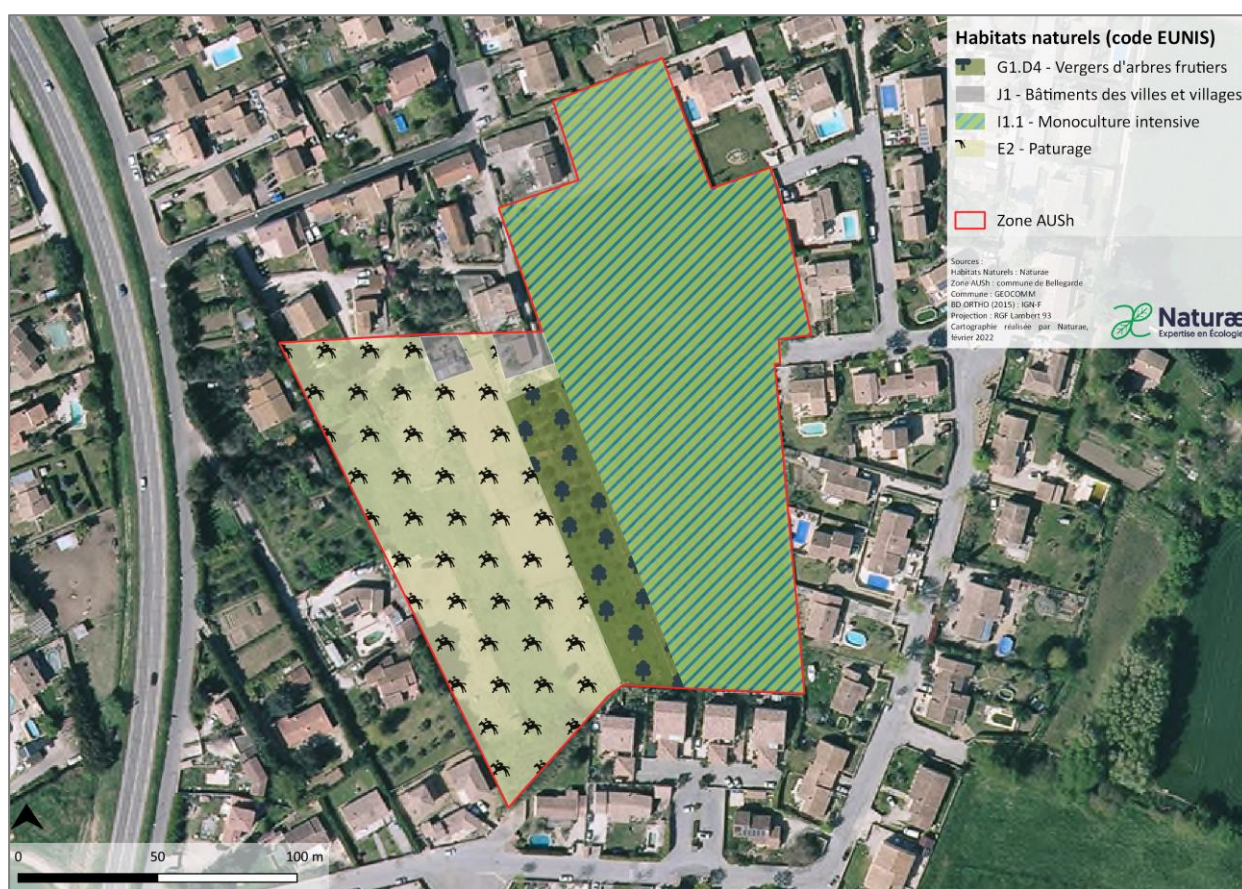 Habitats naturels (code EUNIS)
G1.D4 - Vergers d'arbres frutiers
J1 - Bâtiments des villes et villages
I1.1 - Monoculture intensive
E2 - Paturage
Zone AUSh
Sources :
Habitats Naturels : Naturae
Zone AUSh : commune de Bellegarde
Commune : GEOCOMM
BD ORTHO (2015) : IGN-F
Projection : RGF Lambert 93
Cartographie réalisée par Naturae,
février 2022
Naturæ
Expertise en Écologie
0 50 100 m